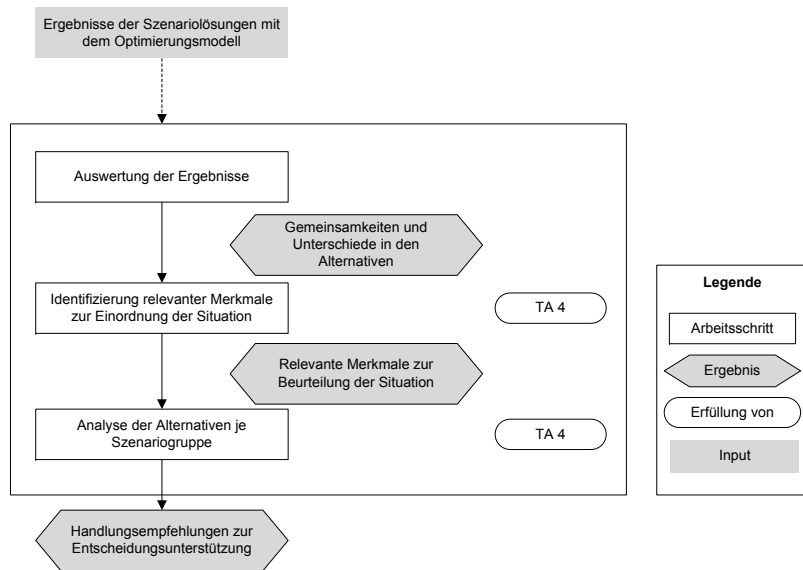 Ergebnisse der Szenariolösungen mit
dem Optimierungsmodell
Auswertung der Ergebnisse
Gemeinsamkeiten und
Unterschiede in den
Alternativen
Identifizierung relevanter Merkmale
zur Einordnung der Situation
TA 4
Relevante Merkmale zur
Beurteilung der Situation
Analyse der Alternativen je
Szenariogruppe
TA 4
Handlungsempfehlungen zur
Entscheidungsunterstützung
Legende
Arbeitsschritt
Ergebnis
Erfüllung von
Input